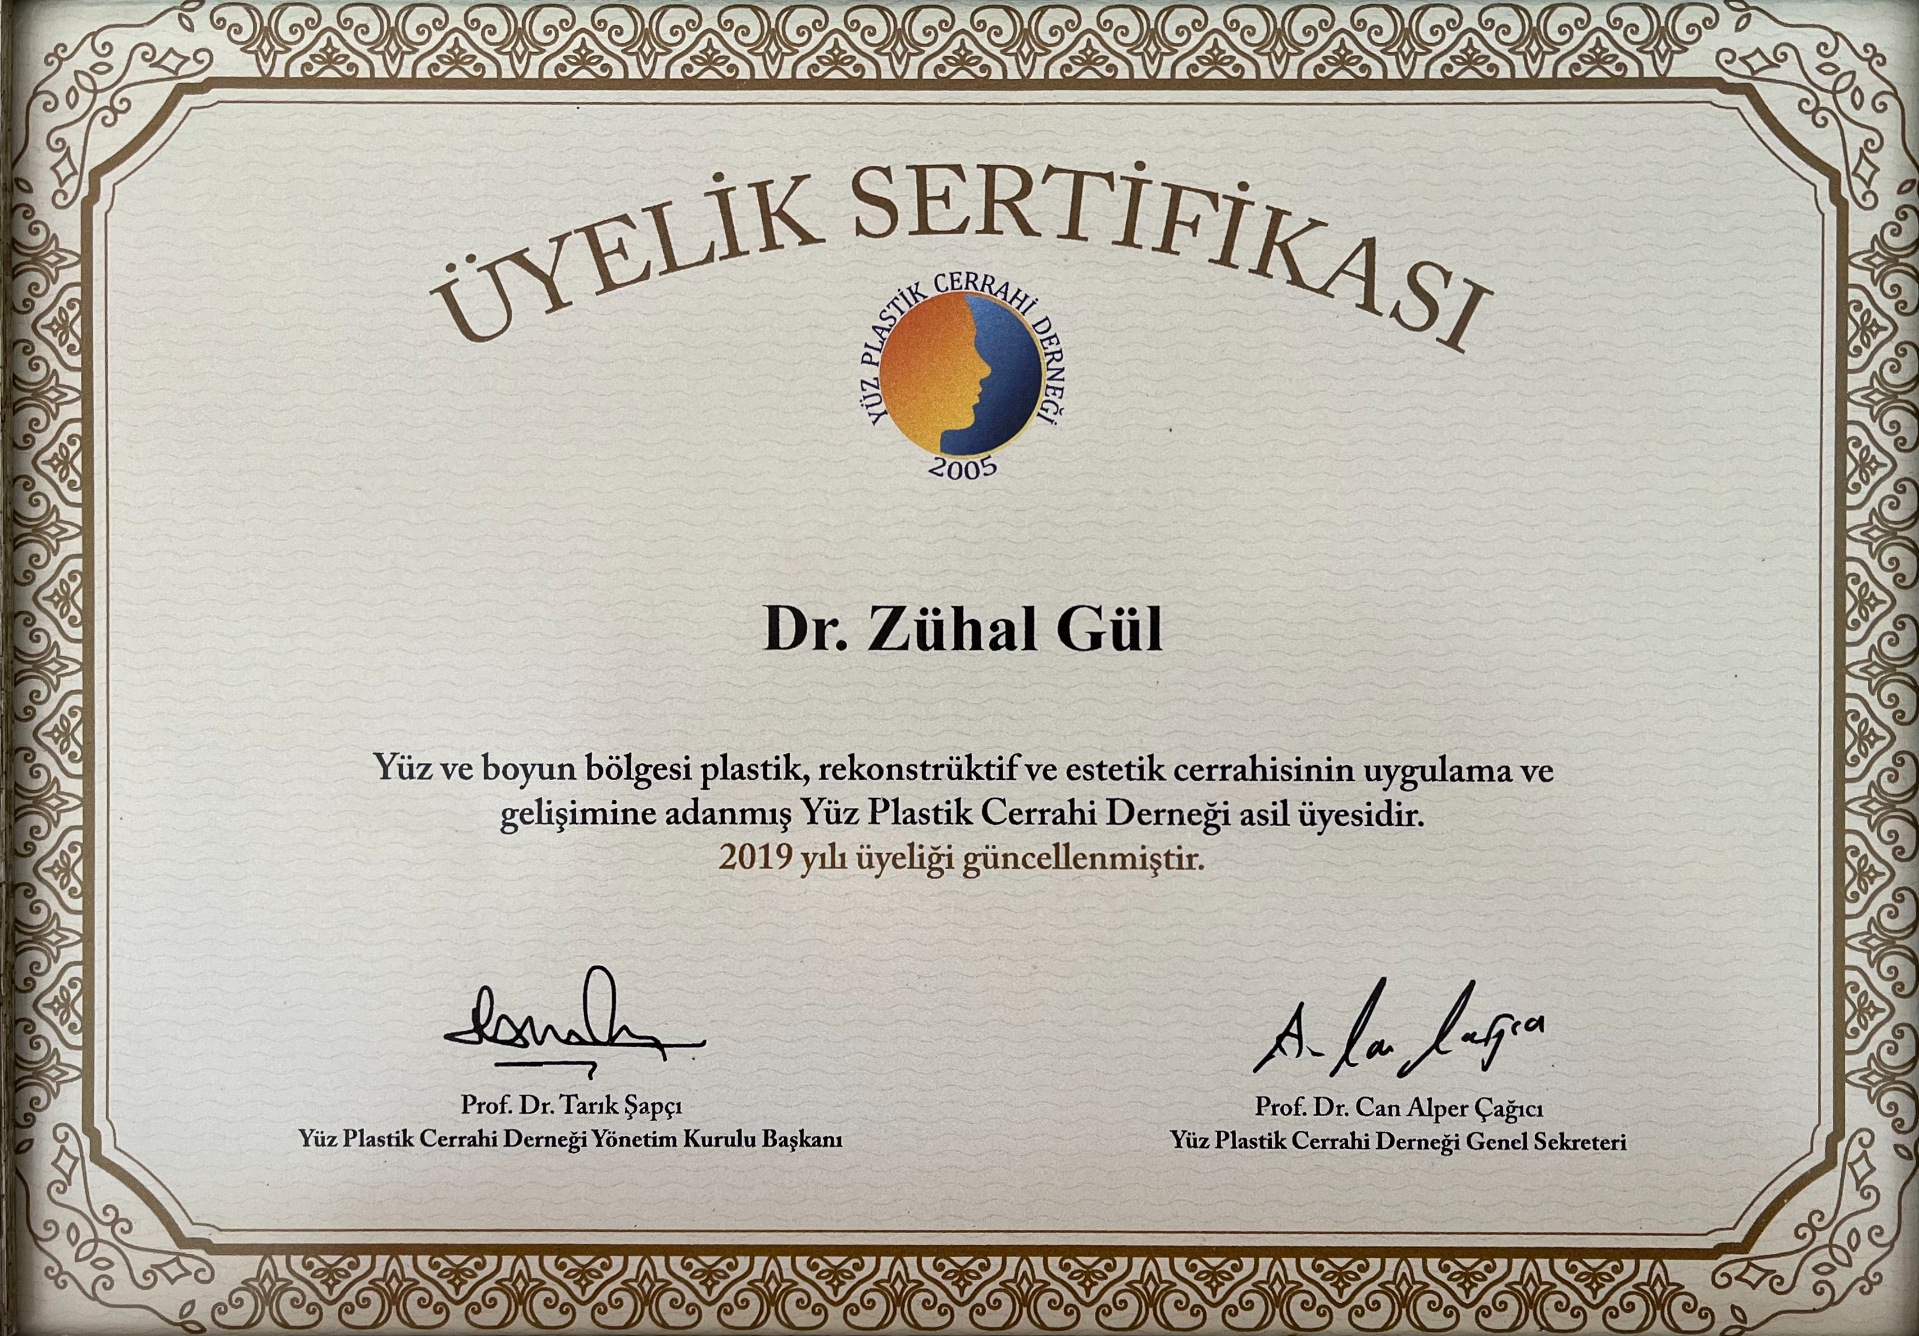 ÜYELİK SERTİFİKASI
YÜZ PLASTİK CERRAHİ DERNEĞİ
2005
Dr. Zühal Gül
Yüz ve boyun bölgesi plastik, rekonstrüktif ve estetik cerrahisinin uygulama ve
gelişimine adanmış Yüz Plastik Cerrahi Derneği asil üyesidir.
2019 yılı üyeliği güncellenmiştir.
Prof. Dr. Tarık Şapçı
Yüz Plastik Cerrahi Derneği Yönetim Kurulu Başkanı
Prof. Dr. Can Alper Çağıcı
Yüz Plastik Cerrahi Derneği Genel Sekreteri